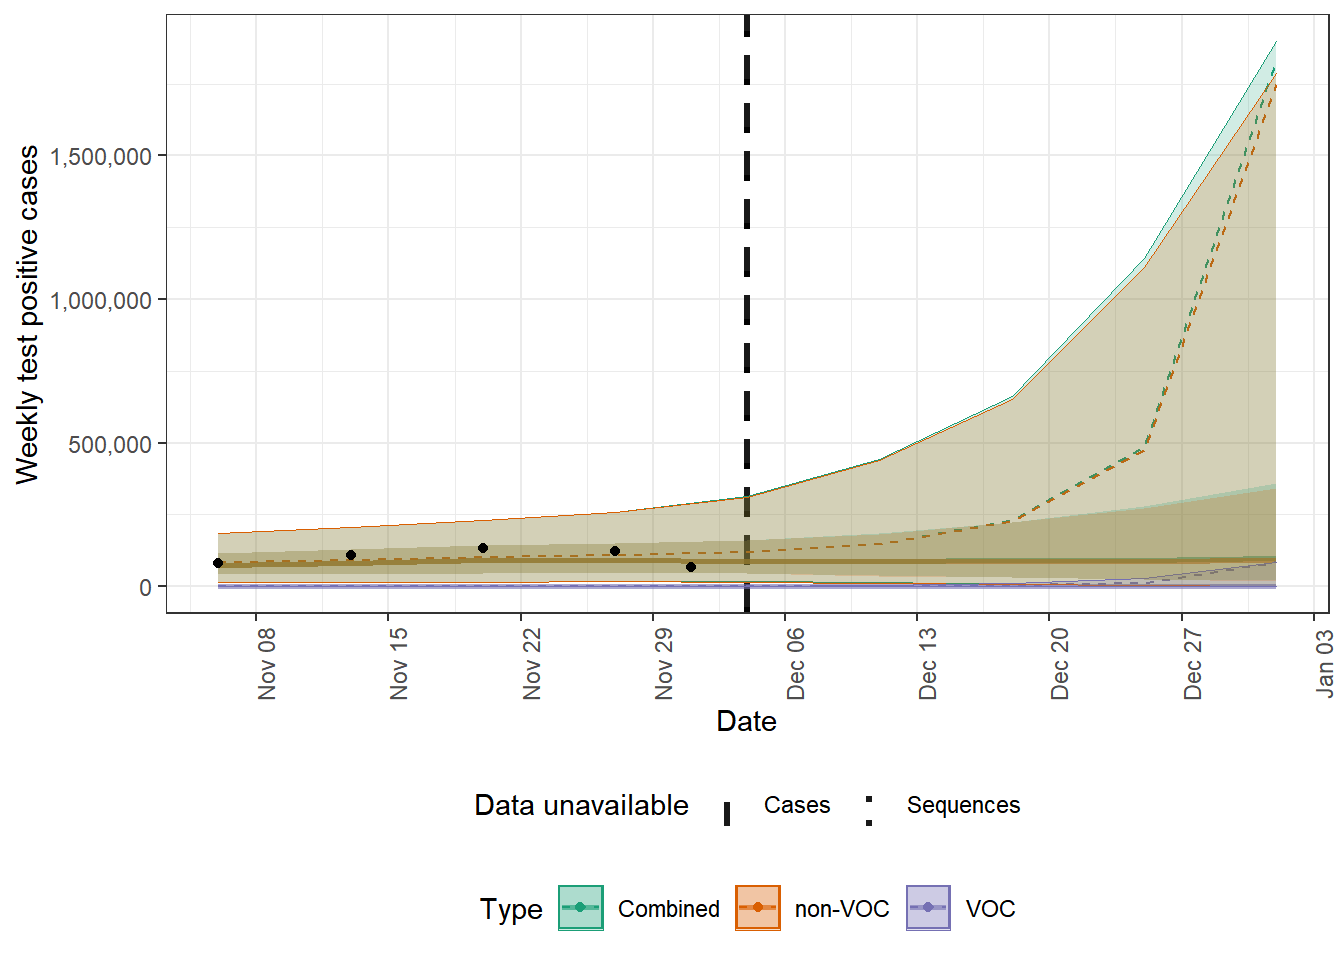 Weekly test positive cases
1,500,000
1,000,000
500,000
0
Nov 08
Nov 15
Nov 22
Nov 29
Dec 06
Dec 13
Dec 20
Dec 27
Jan 03
Date
Data unavailable Cases Sequences
Type Combined non-VOC VOC